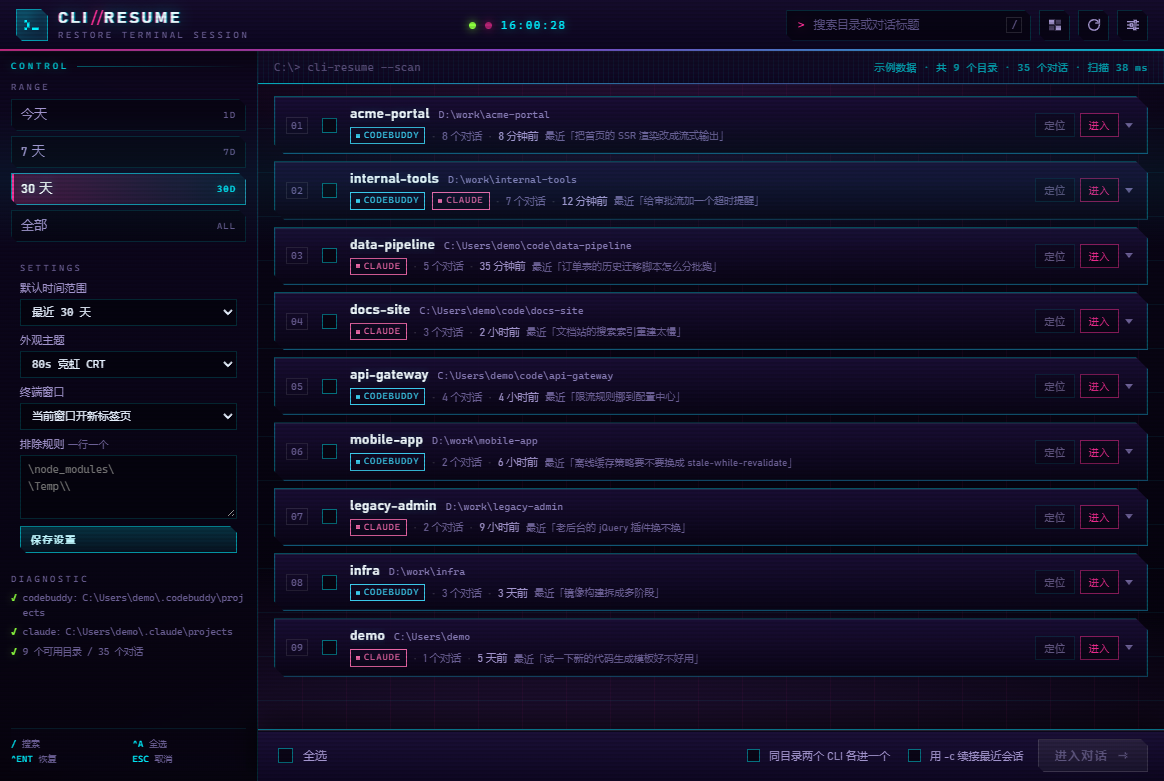 CLI//RESUME
RESTORE TERMINAL SESSION
16:00:28
> 搜索目录或对话标题 /
CONTROL
RANGE
今天 1D
7 天 7D
30 天 30D
全部 ALL
SETTINGS
默认时间范围
最近 30 天
外观主题
80s 霓虹 CRT
终端窗口
当前窗口开新标签页
排除规则 一行一个
\node_modules\
\Temp\\
保存设置
DIAGNOSTIC
✓ codebuddy: C:\Users\demo\.codebuddy\proj
ects
✓ claude: C:\Users\demo\.claude\projects
✓ 9 个可用目录 / 35 个对话
/ 搜索 ^A 全选
^ENT 恢复 ESC 取消
C:\> cli-resume --scan
示例数据 · 共 9 个目录 · 35 个对话 · 扫描 38 ms
01 acme-portal D:\work\acme-portal
CODEBUDDY · 8 个对话 · 8 分钟前 最近「把首页的 SSR 渲染改成流式输出」
定位 进入
02 internal-tools D:\work\internal-tools
CODEBUDDY CLAUDE · 7 个对话 · 12 分钟前 最近「给审批流加一个超时提醒」
定位 进入
03 data-pipeline C:\Users\demo\code\data-pipeline
CLAUDE · 5 个对话 · 35 分钟前 最近「订单表的历史迁移脚本怎么分批跑」
定位 进入
04 docs-site C:\Users\demo\code\docs-site
CLAUDE · 3 个对话 · 2 小时前 最近「文档站的搜索索引重建太慢」
定位 进入
05 api-gateway C:\Users\demo\code\api-gateway
CODEBUDDY · 4 个对话 · 4 小时前 最近「限流规则挪到配置中心」
定位 进入
06 mobile-app D:\work\mobile-app
CODEBUDDY · 2 个对话 · 6 小时前 最近「离线缓存策略要不要换成 stale-while-revalidate」
定位 进入
07 legacy-admin D:\work\legacy-admin
CLAUDE · 2 个对话 · 9 小时前 最近「老后台的 jQuery 插件换不换」
定位 进入
08 infra D:\work\infra
CODEBUDDY · 3 个对话 · 3 天前 最近「镜像构建拆成多阶段」
定位 进入
09 demo C:\Users\demo
CLAUDE · 1 个对话 · 5 天前 最近「试一下新的代码生成模板好不好用」
定位 进入
全选 同目录两个 CLI 各进一个 用 -c 续接最近会话 进入对话 →